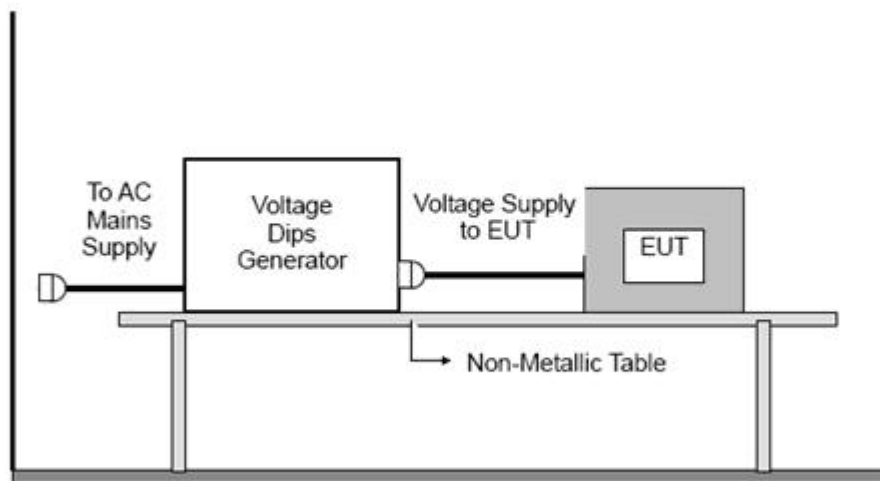 To AC
Mains
Supply
Voltage
Dips
Generator
Voltage Supply
to EUT
EUT
Non-Metallic Table